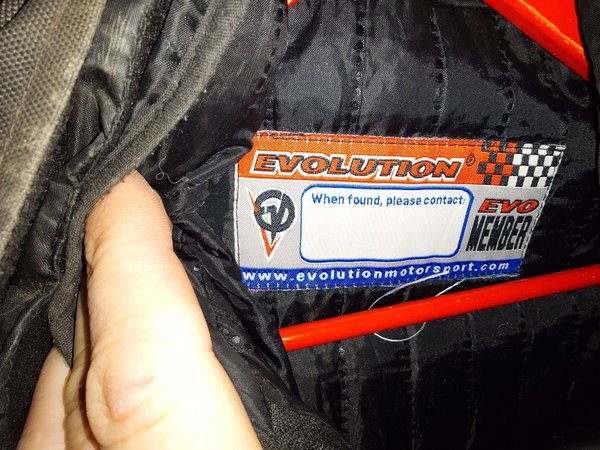 EVOLUTION®
When found, please contact:
EVO
MEMBER
www.evolutionmotorsport.com